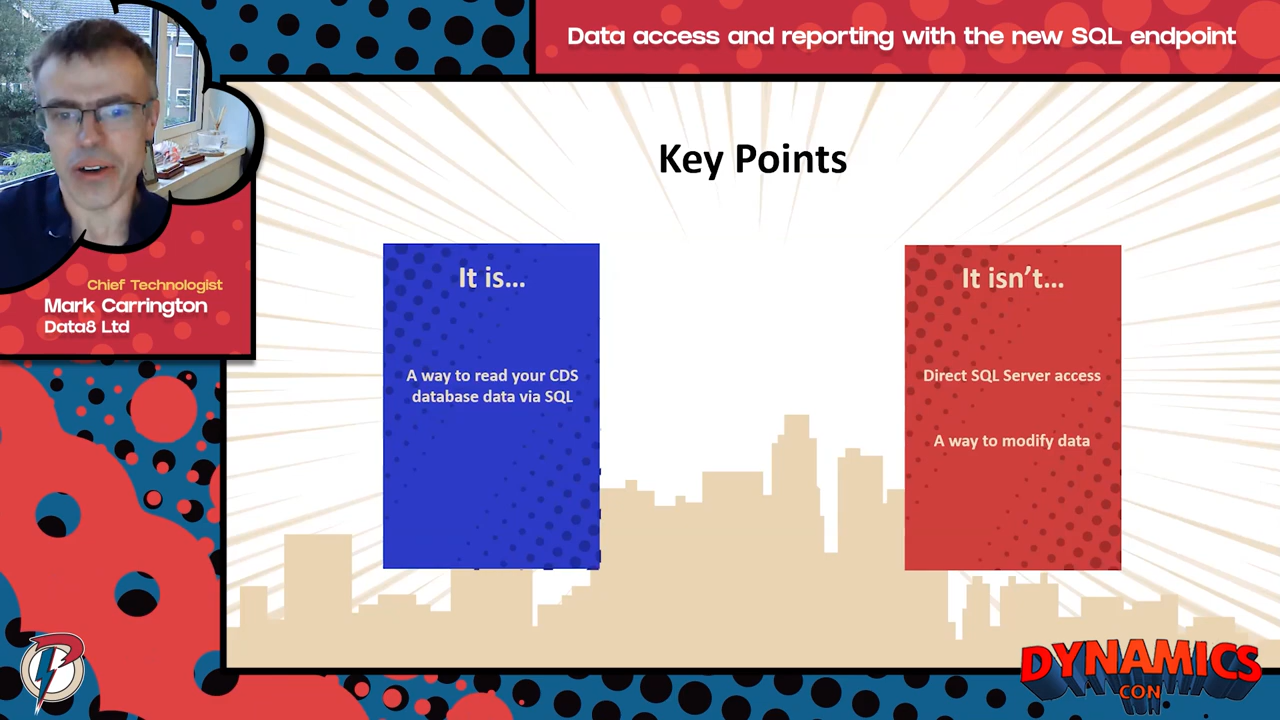 Data access and reporting with the new SQL endpoint
Key Points
It is...
A way to read your CDS
database data via SQL
It isn't...
Direct SQL Server access
A way to modify data
Chief Technologist
Mark Carrington
Data8 Ltd
DYNAMICS
CON